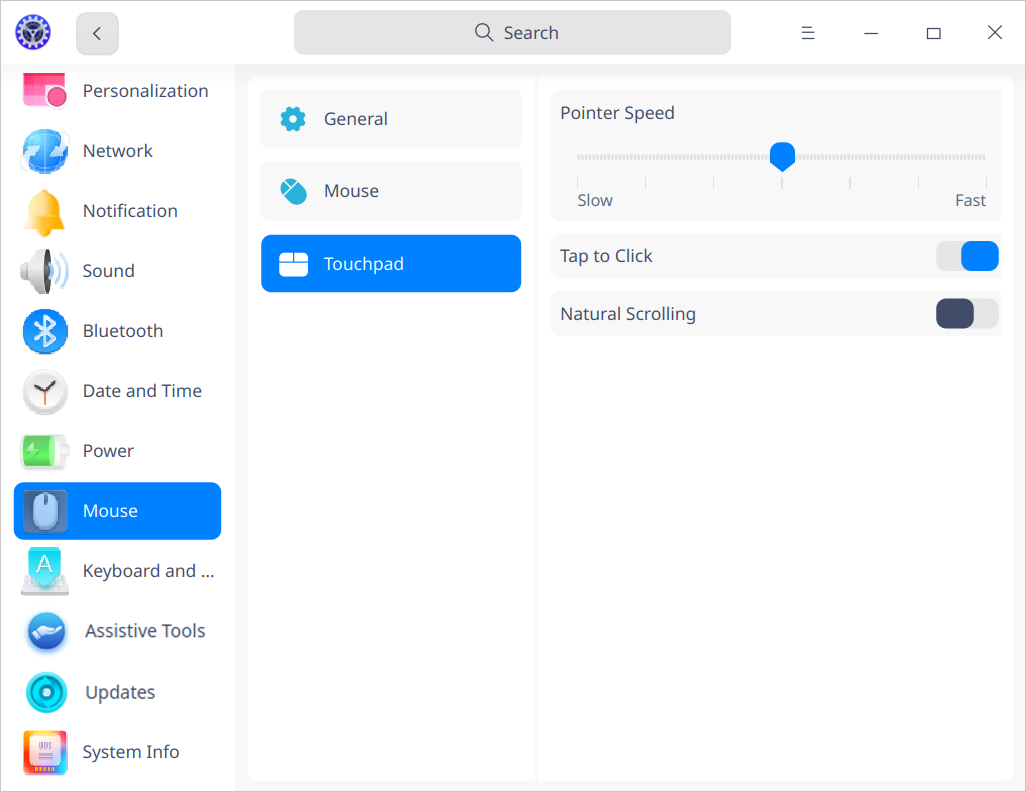 Search
Personalization
Network
Notification
Sound
Bluetooth
Date and Time
Power
Mouse
Keyboard and ...
Assistive Tools
Updates
System Info
General
Mouse
Touchpad
Pointer Speed
Slow
Fast
Tap to Click
Natural Scrolling